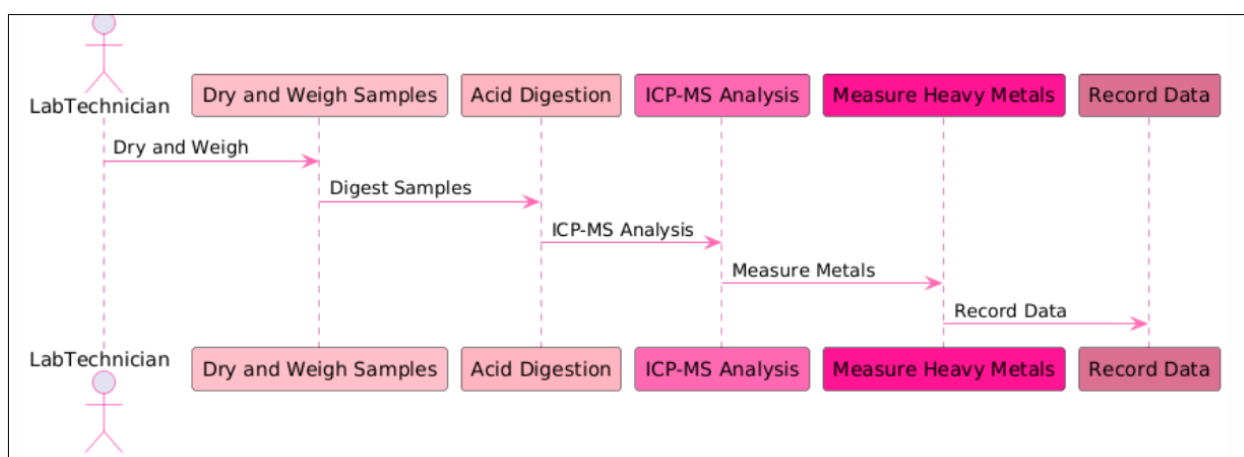 LabTechnician
Dry and Weigh Samples
Acid Digestion
ICP-MS Analysis
Measure Heavy Metals
Record Data
Dry and Weigh
Digest Samples
ICP-MS Analysis
Measure Metals
Record Data
LabTechnician
Dry and Weigh Samples
Acid Digestion
ICP-MS Analysis
Measure Heavy Metals
Record Data